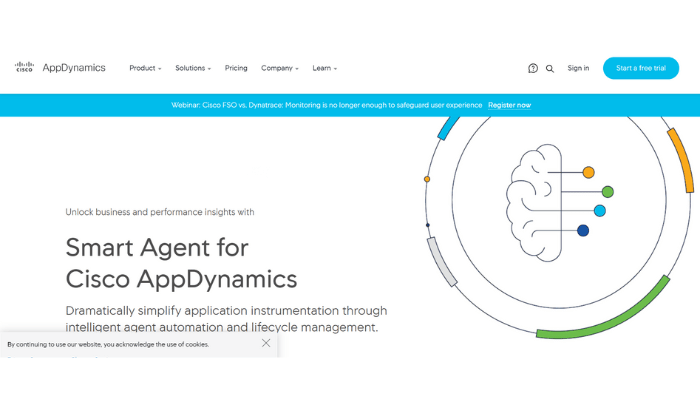 cisco AppDynamics Product Solutions Pricing Company Learn Sign in Start a free trial
Webinar: Cisco FSO vs. Dynatrace: Monitoring is no longer enough to safeguard user experience Register now
Unlock business and performance insights with
Smart Agent for
Cisco AppDynamics
Dramatically simplify application instrumentation through
intelligent agent automation and lifecycle management.
By continuing to use our website, you acknowledge the use of cookies.